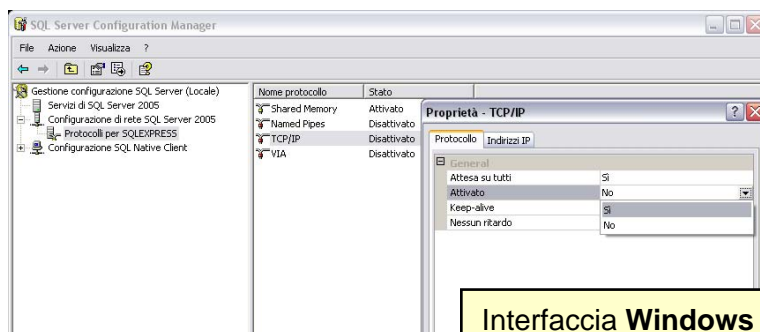 SQL Server Configuration Manager
File Azione Visualizza ?
Gestione configurazione SQL Server (Locale)
Servizi di SQL Server 2005
Configurazione di rete SQL Server 2005
Protocolli per SQLEXPRESS
Configurazione SQL Native Client
Nome protocollo Stato
Shared Memory Attivato
Named Pipes Disattivato
TCP/IP Disattivato
VIA Disattivato
Proprietà - TCP/IP
Protocollo Indirizzi IP
General
Attesa su tutti Sì
Attivato No
Keep-alive Sì
Nessun ritardo No
Interfaccia Windows